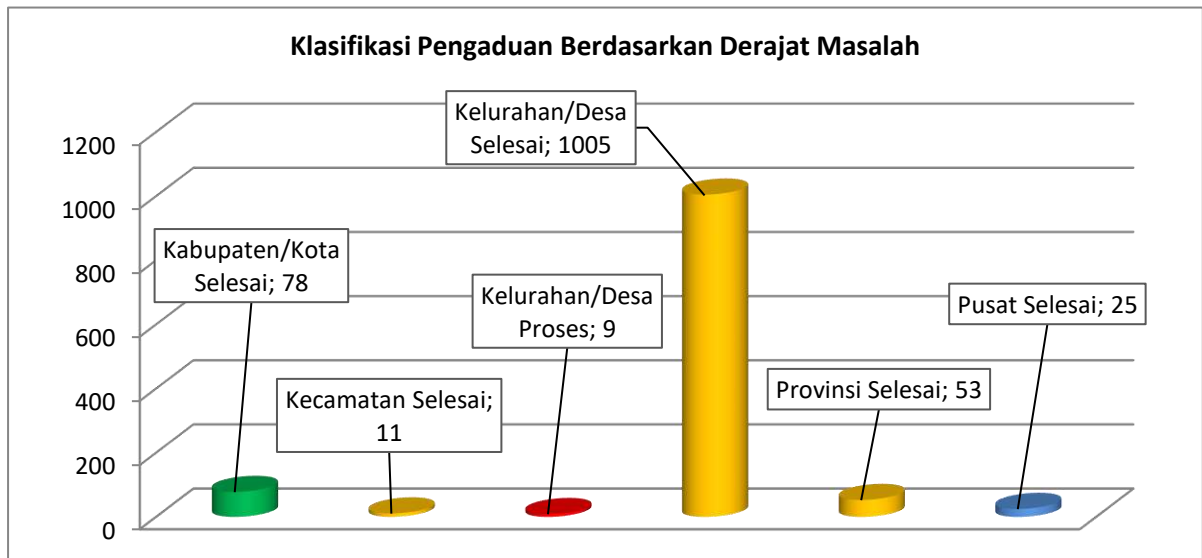 Klasifikasi Pengaduan Berdasarkan Derajat Masalah
1200
1000
800
600
400
200
0
Kabupaten/Kota
Selesai; 78
Kecamatan Selesai;
11
Kelurahan/Desa
Proses; 9
Kelurahan/Desa
Selesai; 1005
Provinsi Selesai; 53
Pusat Selesai; 25